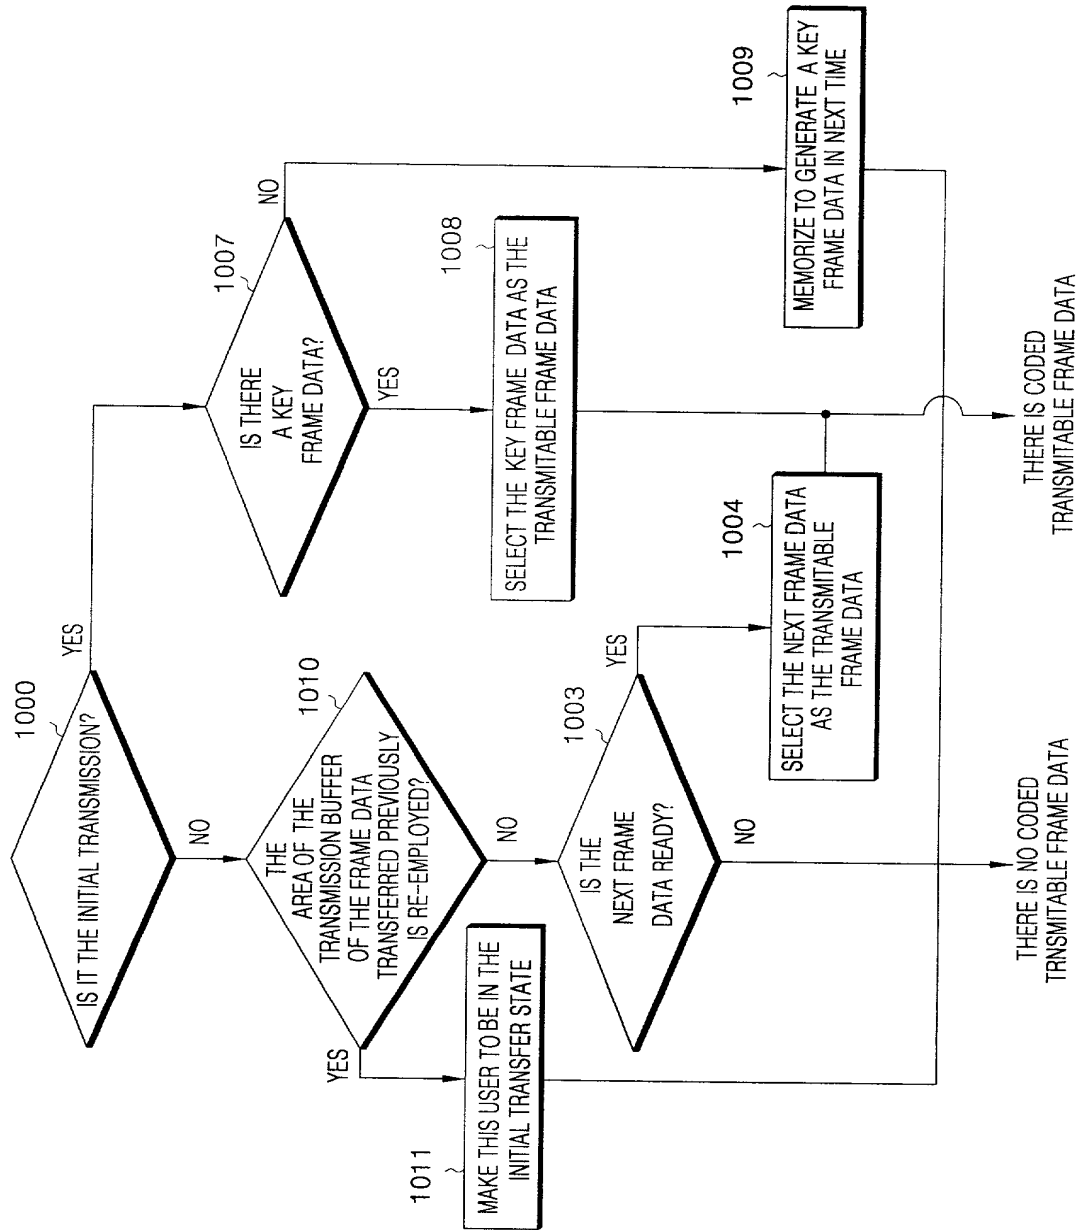 1000
IS IT THE INITIAL TRANSMISSION?
YES
NO
1010
THE
AREA OF THE
TRANSMISSION BUFFER
OF THE FRAME DATA
TRANSFERRED PREVIOUSLY
IS RE-EMPLOYED?
YES
NO
1011
MAKE THIS USER TO BE IN THE
INITIAL TRANSFER STATE
1003
IS THE
NEXT FRAME
DATA READY?
YES
NO
1004
SELECT THE NEXT FRAME DATA
AS THE TRANSMITABLE
FRAME DATA
1007
IS THERE
A KEY
FRAME DATA?
NO
YES
1008
SELECT THE KEY FRAME DATA AS THE
TRANSMITABLE FRAME DATA
1009
MEMORIZE TO GENERATE A KEY
FRAME DATA IN NEXT TIME
THERE IS NO CODED
TRNSMITABLE FRAME DATA
THERE IS CODED
TRANSMITABLE FRAME DATA